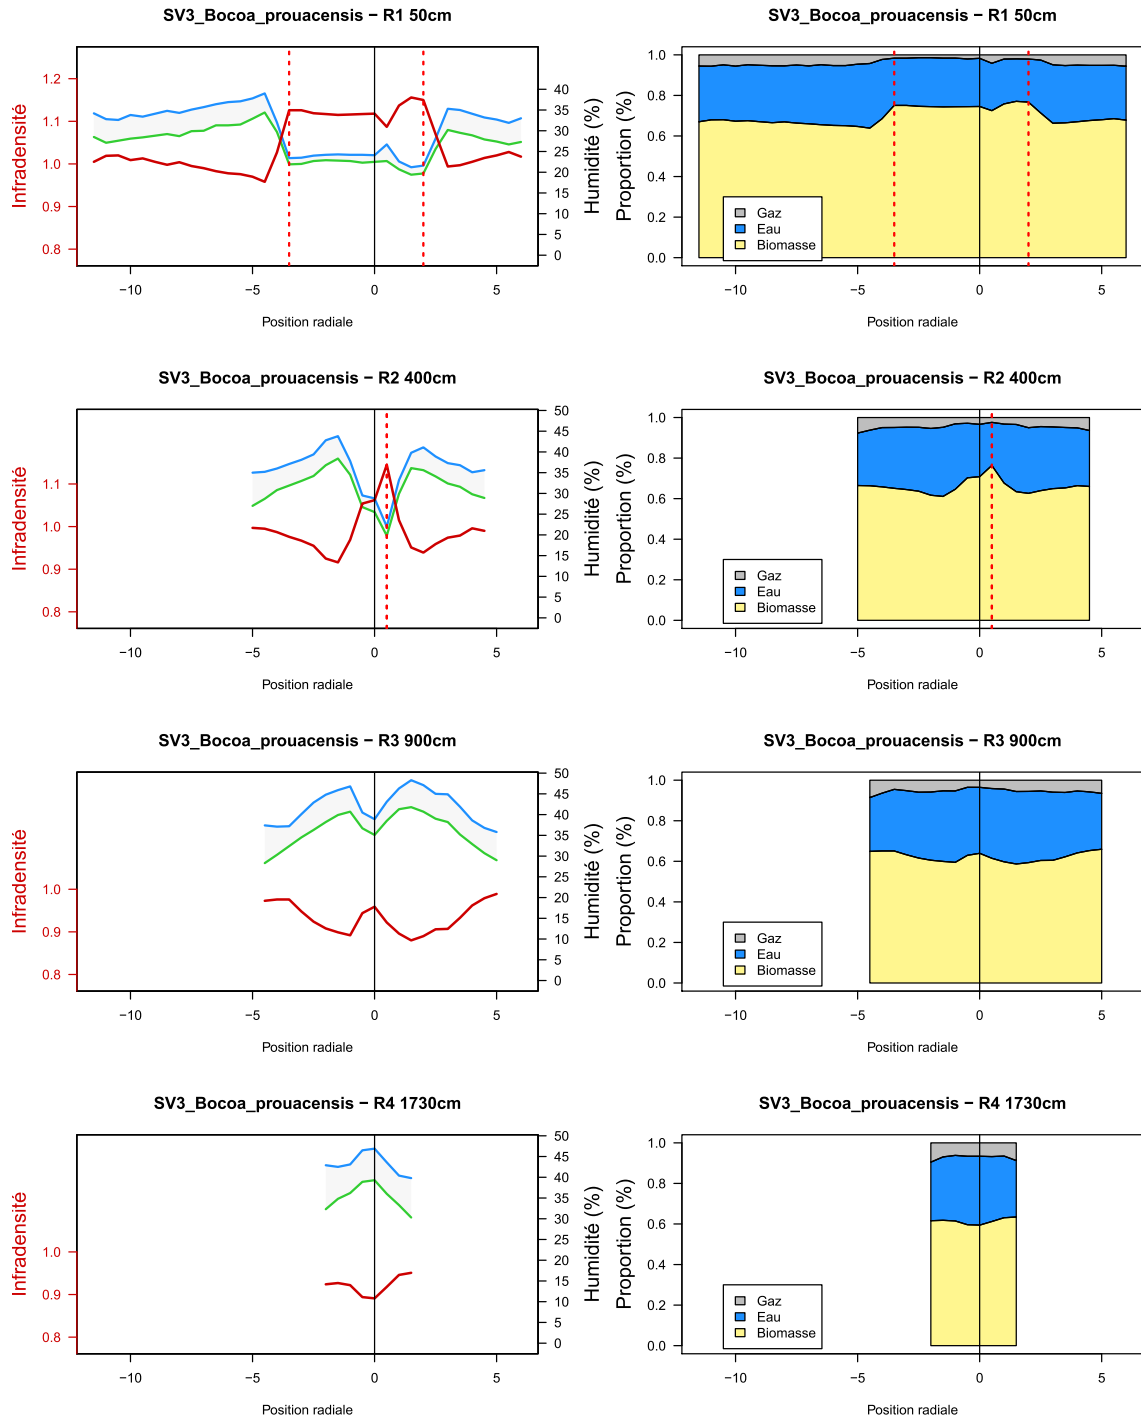 SV3_Bocoa_prouacensis − R1 50cm
Infradensité
1.2
1.1
1.0
0.9
0.8
40
35
30
25
20
15
10
5
0
Humidité (%)
−10 −5 0 5
Position radiale
SV3_Bocoa_prouacensis − R1 50cm
Proportion (%)
1.0
0.8
0.6
0.4
0.2
0.0
Gaz
Eau
Biomasse
−10 −5 0 5
Position radiale
SV3_Bocoa_prouacensis − R2 400cm
Infradensité
1.1
1.0
0.9
0.8
50
45
40
35
30
25
20
15
10
5
0
Humidité (%)
−10 −5 0 5
Position radiale
SV3_Bocoa_prouacensis − R2 400cm
Proportion (%)
1.0
0.8
0.6
0.4
0.2
0.0
Gaz
Eau
Biomasse
−10 −5 0 5
Position radiale
SV3_Bocoa_prouacensis − R3 900cm
Infradensité
1.0
0.9
0.8
50
45
40
35
30
25
20
15
10
5
0
Humidité (%)
−10 −5 0 5
Position radiale
SV3_Bocoa_prouacensis − R3 900cm
Proportion (%)
1.0
0.8
0.6
0.4
0.2
0.0
Gaz
Eau
Biomasse
−10 −5 0 5
Position radiale
SV3_Bocoa_prouacensis − R4 1730cm
Infradensité
1.0
0.9
0.8
50
45
40
35
30
25
20
15
10
5
0
Humidité (%)
−10 −5 0 5
Position radiale
SV3_Bocoa_prouacensis − R4 1730cm
Proportion (%)
1.0
0.8
0.6
0.4
0.2
0.0
Gaz
Eau
Biomasse
−10 −5 0 5
Position radiale